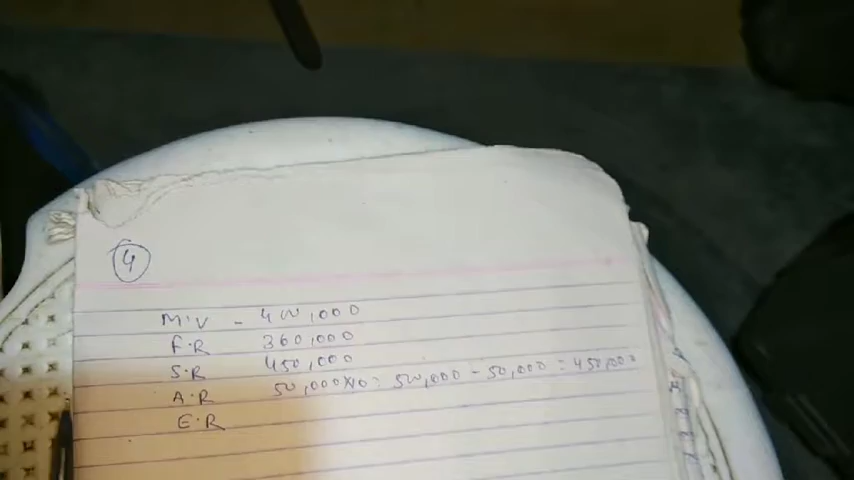 4
M.V - 400,000
F.R 360,000
S.R 450,000
A.R 50,000x10 = 500,000 - 50,000 = 450,000
E.R